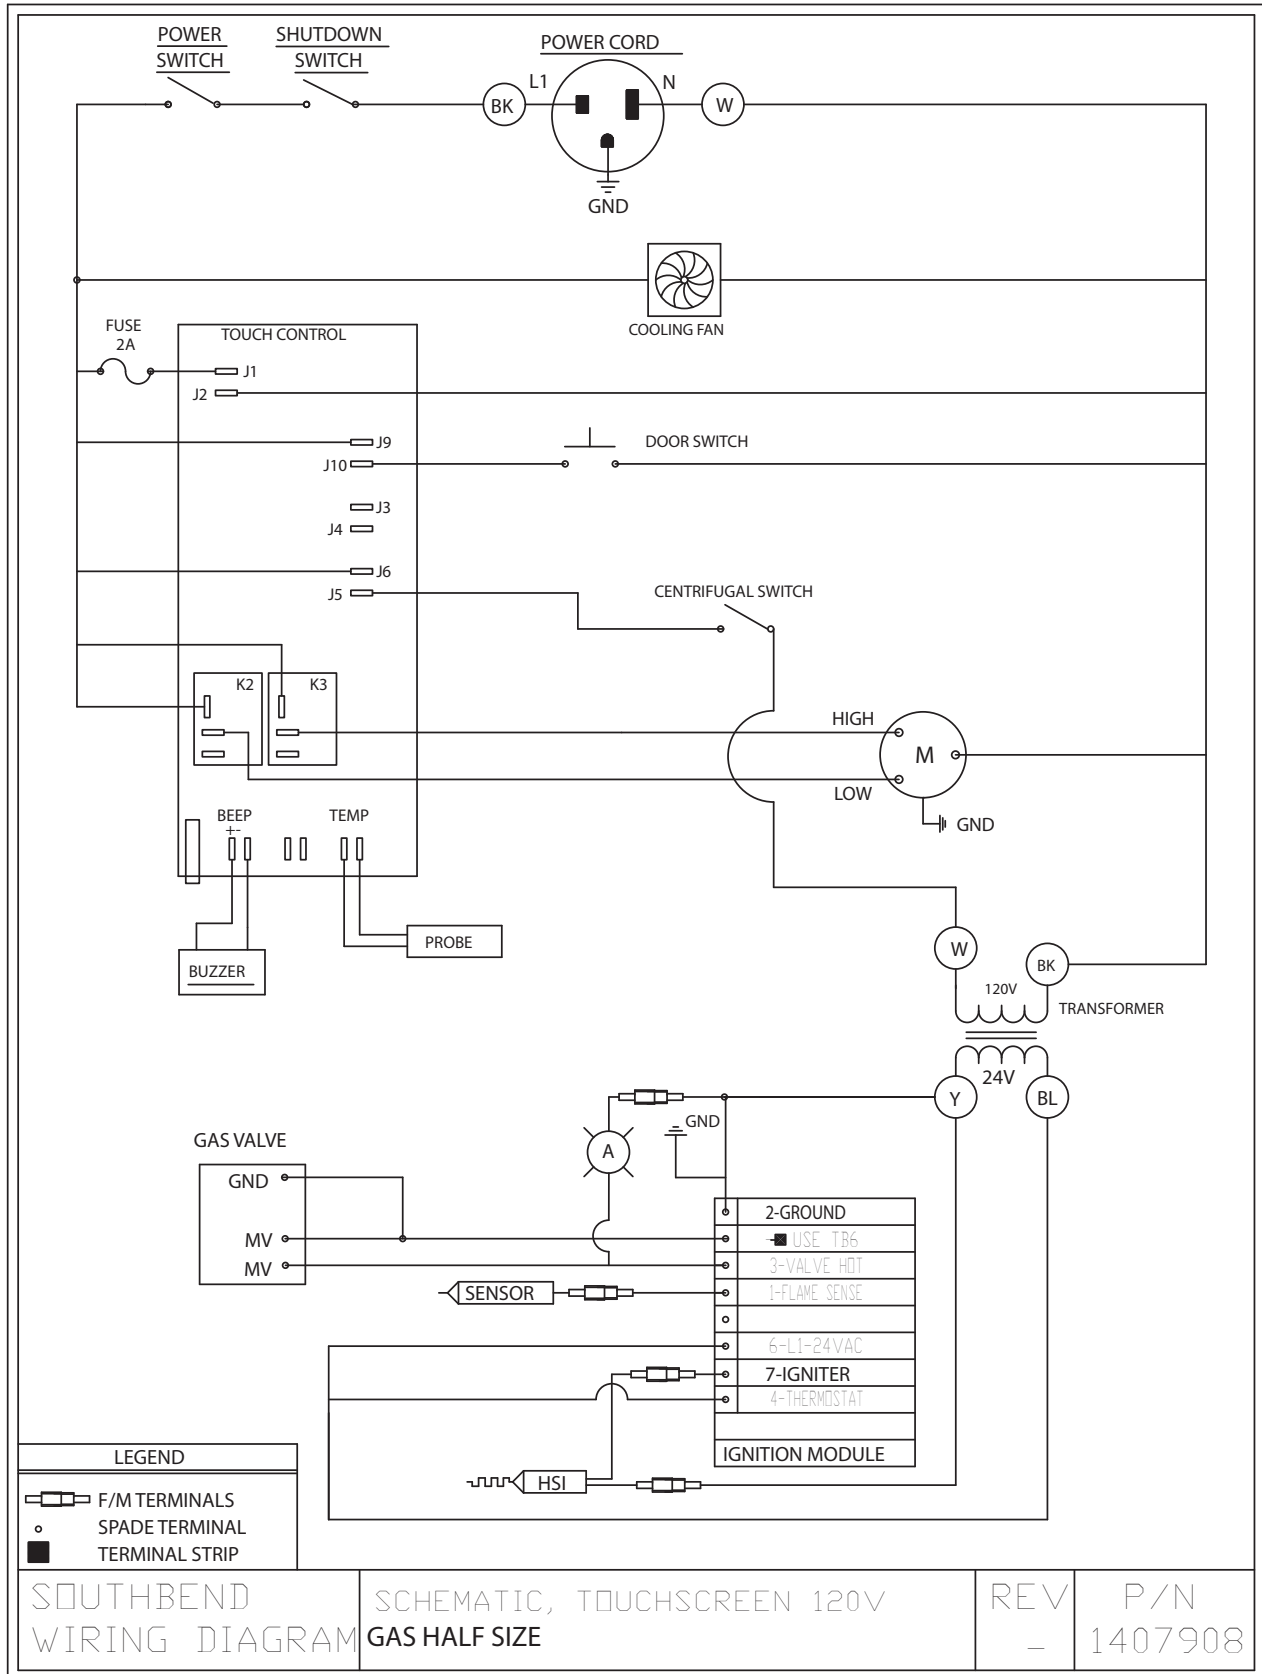 POWER
SWITCH
SHUTDOWN
SWITCH
POWER CORD
L1
N
BK
W
GND
COOLING FAN
FUSE
2A
TOUCH CONTROL
J1
J2
J9
J10
DOOR SWITCH
J3
J4
J6
J5
CENTRIFUGAL SWITCH
K2
K3
HIGH
M
LOW
GND
BEEP
+-
TEMP
PROBE
BUZZER
W
BK
120V
TRANSFORMER
24V
Y
BL
GND
A
GAS VALVE
GND
MV
MV
2-GROUND
USE TB6
3-VALVE HOT
1-FLAME SENSE
SENSOR
6-L1-24VAC
7-IGNITER
4-THERMOSTAT
IGNITION MODULE
HSI
LEGEND
F/M TERMINALS
SPADE TERMINAL
TERMINAL STRIP
SOUTHBEND
WIRING DIAGRAM
SCHEMATIC, TOUCHSCREEN 120V
GAS HALF SIZE
REV
-
P/N
1407908